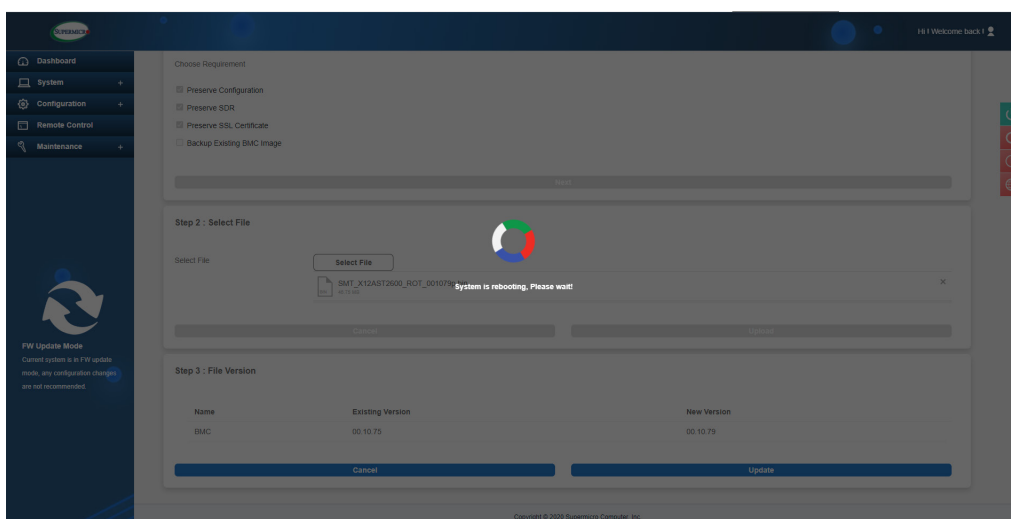 SUPERMICRO
Hi ! Welcome back !
Dashboard
System +
Configuration +
Remote Control
Maintenance +
Choose Requirement
Preserve Configuration
Preserve SDR
Preserve SSL Certificate
Backup Existing BMC Image
Next
Step 2 : Select File
Select File
Select File
SMT_X12AST2600_ROT_001079p
System is rebooting, Please wait!
Cancel
Upload
FW Update Mode
Current system is in FW update
mode, any configuration changes
are not recommended.
Step 3 : File Version
Name Existing Version New Version
BMC 00.10.75 00.10.79
Cancel
Update
Copyright © 2020 Supermicro Computer, Inc.